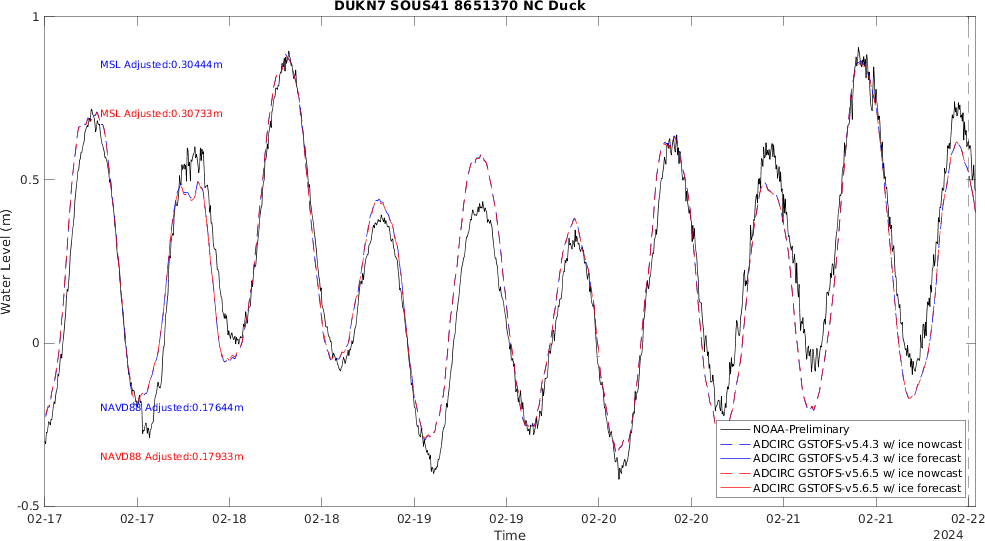 DUKN7 SOUS41 8651370 NC Duck
1
MSL Adjusted:0.30444m
MSL Adjusted:0.30733m
0.5
Water Level (m)
0
NAVD88 Adjusted:0.17644m
NAVD88 Adjusted:0.17933m
NOAA-Preliminary
ADCIRC GSTOFS-v5.4.3 w/ ice nowcast
ADCIRC GSTOFS-v5.4.3 w/ ice forecast
ADCIRC GSTOFS-v5.6.5 w/ ice nowcast
ADCIRC GSTOFS-v5.6.5 w/ ice forecast
-0.5
02-17 02-17 02-18 02-18 02-19 02-19 02-20 02-20 02-21 02-21 02-22
Time
2024